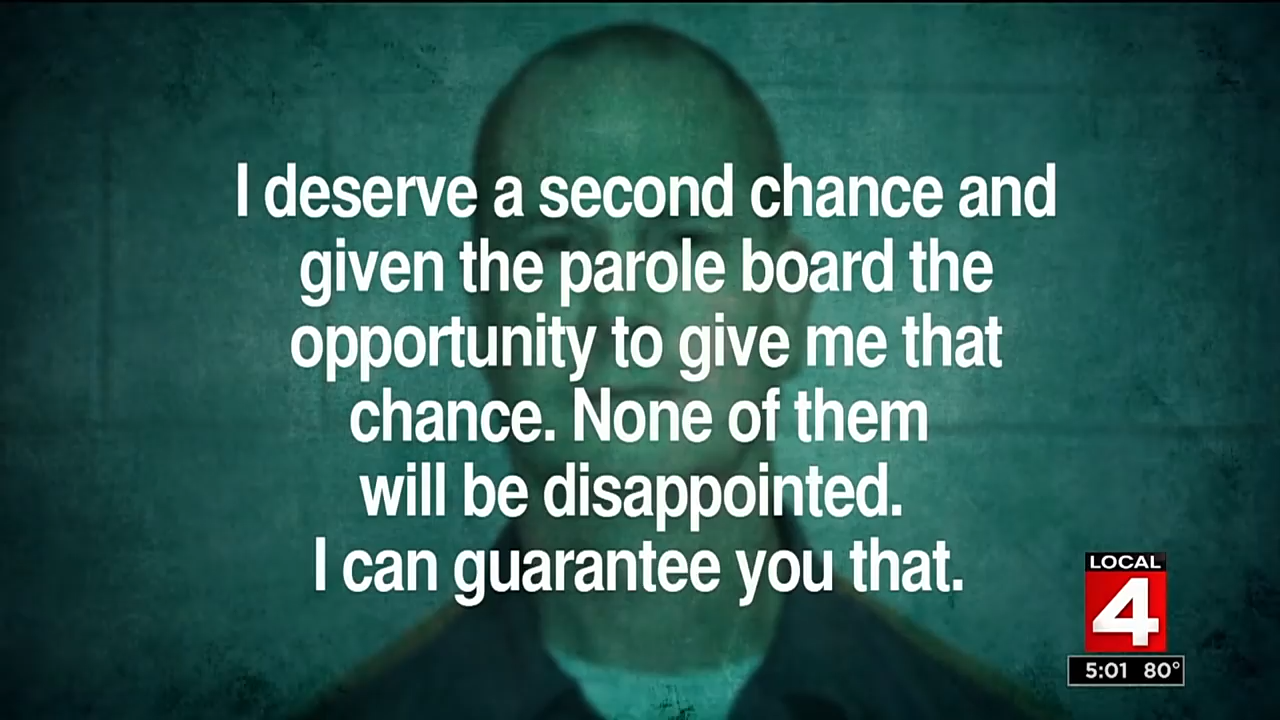 I deserve a second chance and
given the parole board the
opportunity to give me that
chance. None of them
will be disappointed.
I can guarantee you that.
LOCAL
4
5:01 80°